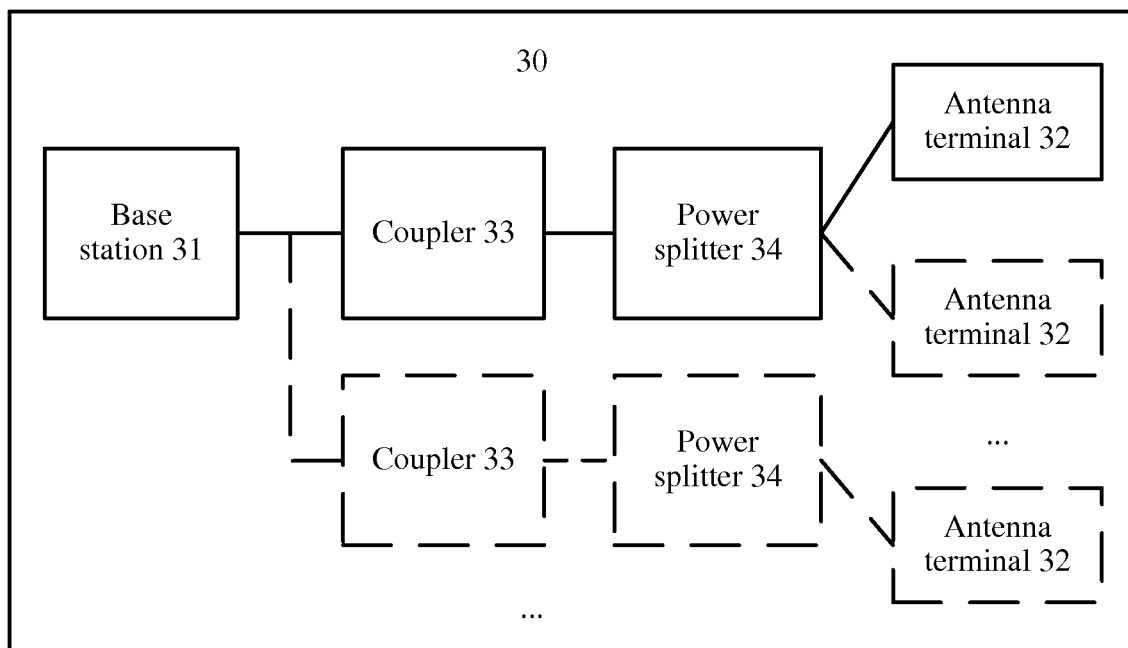 30
Base
station 31
Coupler 33
Power
splitter 34
Antenna
terminal 32
Antenna
terminal 32
Coupler 33
Power
splitter 34
...
Antenna
terminal 32
...